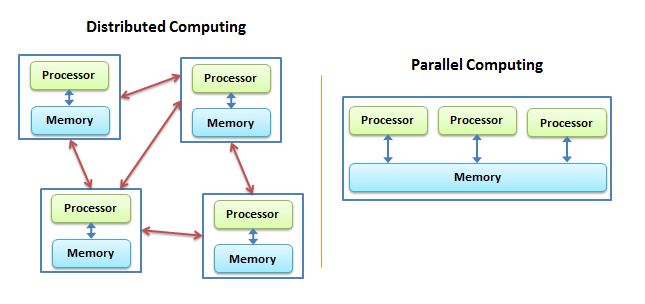 Distributed Computing
Processor
Memory
Processor
Memory
Processor
Memory
Processor
Memory
Parallel Computing
Processor
Processor
Processor
Memory